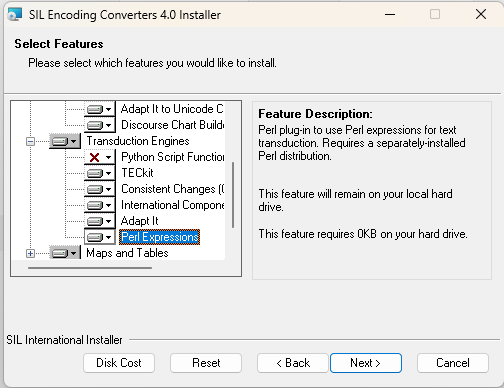 SIL Encoding Converters 4.0 Installer
Select Features
Please select which features you would like to install.
Adapt It to Unicode C
Discourse Chart Builde
Transduction Engines
Python Script Function
TECkit
Consistent Changes (C
International Compone
Adapt It
Perl Expressions
Maps and Tables
Feature Description:
Perl plug-in to use Perl expressions for text
transduction. Requires a separately-installed
Perl distribution.
This feature will remain on your local hard
drive.
This feature requires 0KB on your hard drive.
SIL International Installer
Disk Cost
Reset
< Back
Next >
Cancel